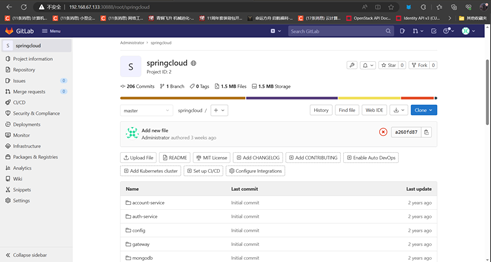 不安全 | 192.168.67.133
GitLab
Menu
Search GitLab
S springcloud
Project information
Repository
Issues 0
Merge requests 0
CI/CD
Security & Compliance
Deployments
Monitor
Infrastructure
Packages & Registries
Analytics
Wiki
Snippets
Settings
Collapse sidebar
Administrator > springcloud
S springcloud
Project ID: 2
Star 0 Fork 0
206 Commits 1 Branch 0 Tags 1.5 MB Files 1.5 MB Storage
master springcloud / + History Find file Web IDE Clone
Add new file
Administrator authored 3 weeks ago
a260fd87
Upload File README MIT License Add CHANGELOG Add CONTRIBUTING Enable Auto DevOps
Add Kubernetes cluster Set up CI/CD Configure Integrations
Name Last commit Last update
account-service Initial commit 2 years ago
auth-service Initial commit 2 years ago
config Initial commit 2 years ago
gateway Initial commit 2 years ago
mongodb Initial commit 2 years ago